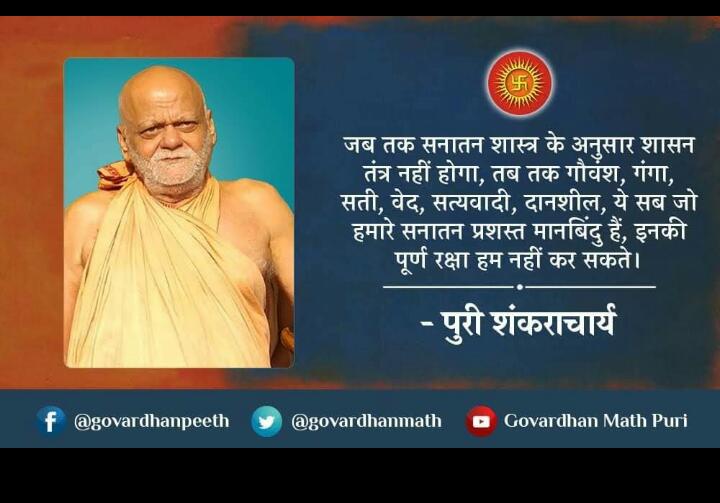 जब तक सनातन शास्त्र के अनुसार शासन
तंत्र नहीं होगा, तब तक गौवंश, गंगा,
सती, वेद, सत्यवादी, दानशील, ये सब जो
हमारे सनातन प्रशस्त मानबिंदु हैं, इनकी
पूर्ण रक्षा हम नहीं कर सकते।
- पुरी शंकराचार्य
@govardhanpeeth @govardhanmath Govardhan Math Puri